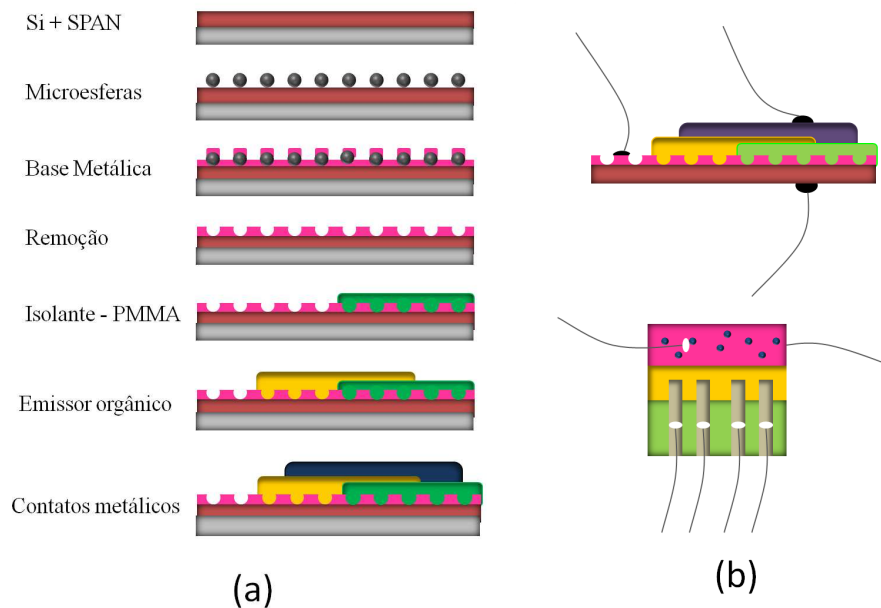 Si + SPAN
Microesferas
Base Metálica
Remoção
Isolante - PMMA
Emissor orgânico
Contatos metálicos
(a)
(b)